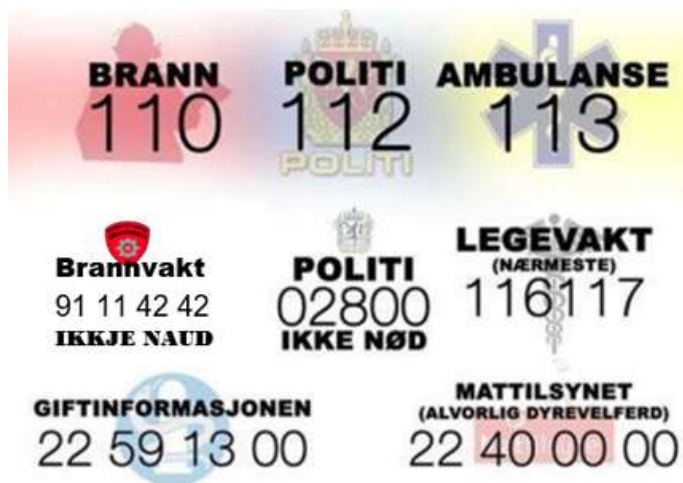 BRANN
110
POLITI
112
POLITI
AMBULANSE
113
Brannvakt
91 11 42 42
IKKJE NAUD
POLITI
02800
IKKE NØD
LEGEVAKT
(NÆRMESTE)
116117
GIFTINFORMASJONEN
22 59 13 00
MATTILSYNET
(ALVORLIG DYREVELFERD)
22 40 00 00